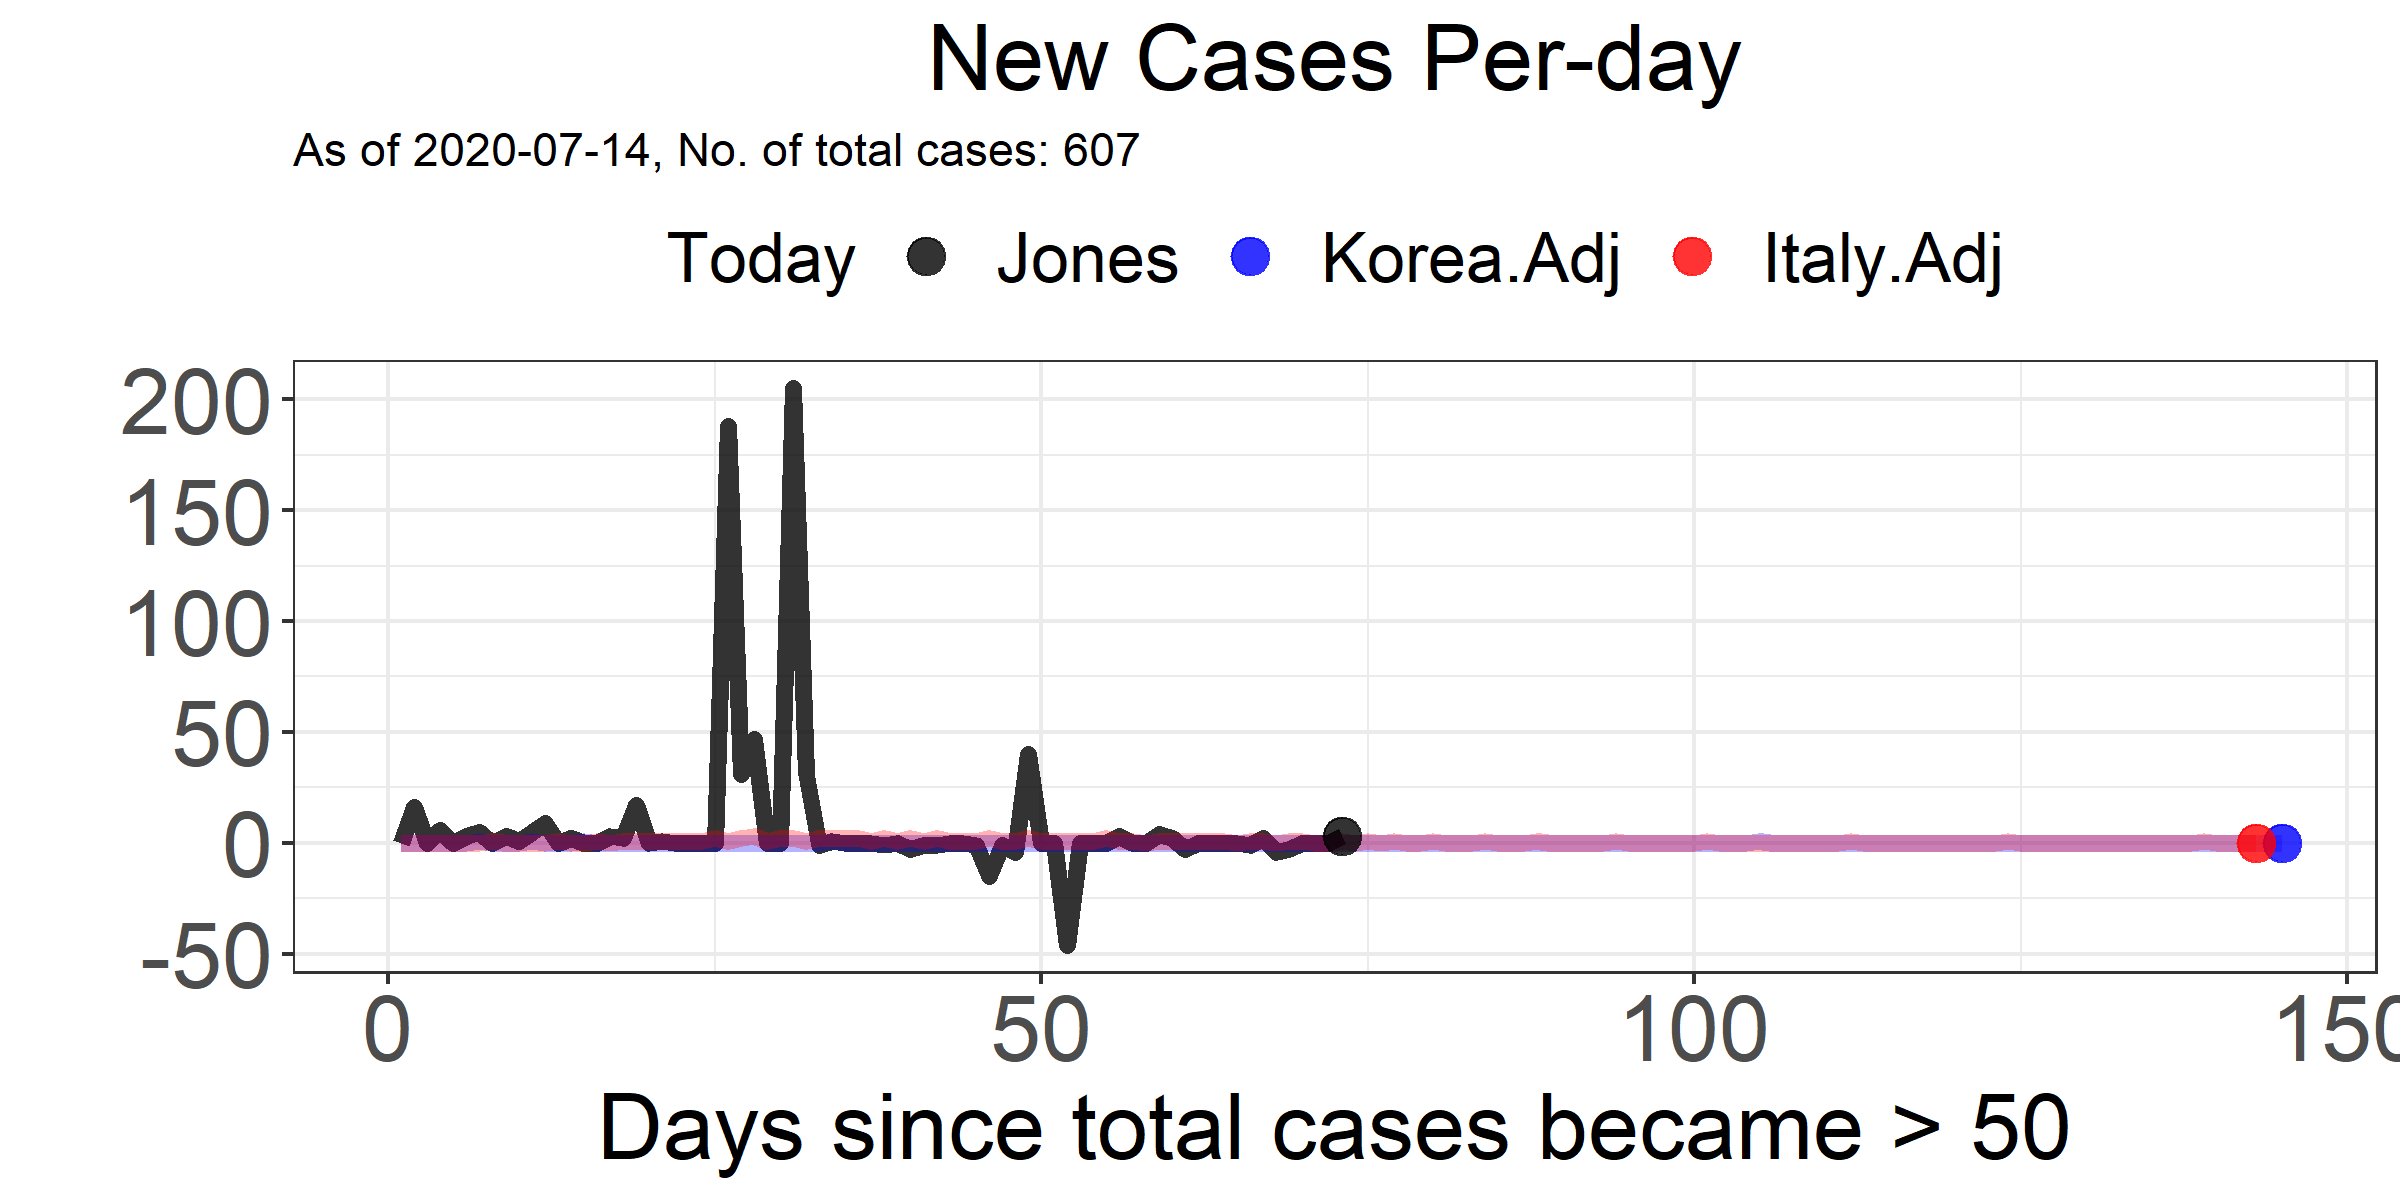 New Cases Per-day
As of 2020-07-14, No. of total cases: 607
Today Jones Korea.Adj Italy.Adj
200
150
100
50
0
-50
0 50 100 150
Days since total cases became > 50